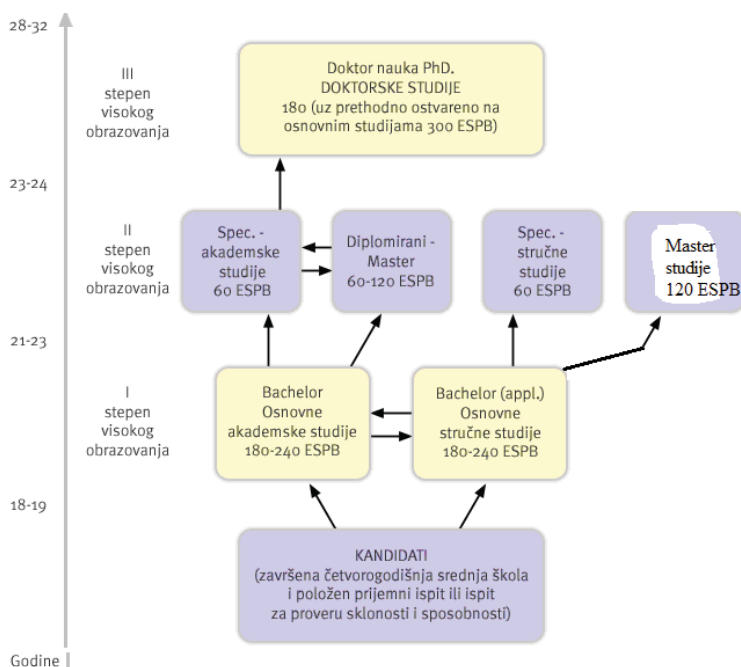 28-32
III
stepen
visokog
obrazovanja
Doktor nauka PhD.
DOKTORSKE STUDIJE
180 (uz prethodno ostvareno na
osnovnim studijama 300 ESPB)
23-24
II
stepen
visokog
obrazovanja
Spec. -
akademske
studije
60 ESPB
Diplomirani -
Master
60-120 ESPB
Spec. -
stručne
studije
60 ESPB
Master
studije
120 ESPB
21-23
I
stepen
visokog
obrazovanja
Bachelor
Osnovne
akademske studije
180-240 ESPB
Bachelor (appl.)
Osnovne
stručne studije
180-240 ESPB
18-19
KANDIDATI
(završena četvorogodišnja srednja škola
i položen prijemni ispit ili ispit
za proveru sklonosti i sposobnosti)
Godine